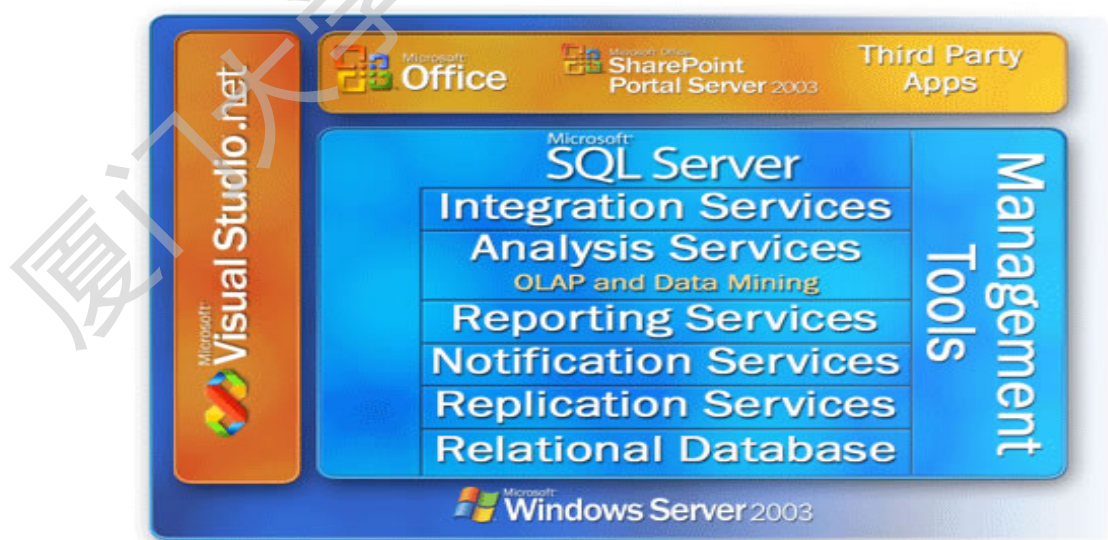 厦门大学
Microsoft
Visual Studio.net
Microsoft
Office
Microsoft Office
SharePoint
Portal Server 2003
Third Party
Apps
Microsoft
SQL Server
Integration Services
Analysis Services
OLAP and Data Mining
Reporting Services
Notification Services
Replication Services
Relational Database
Management
Tools
Microsoft
Windows Server 2003